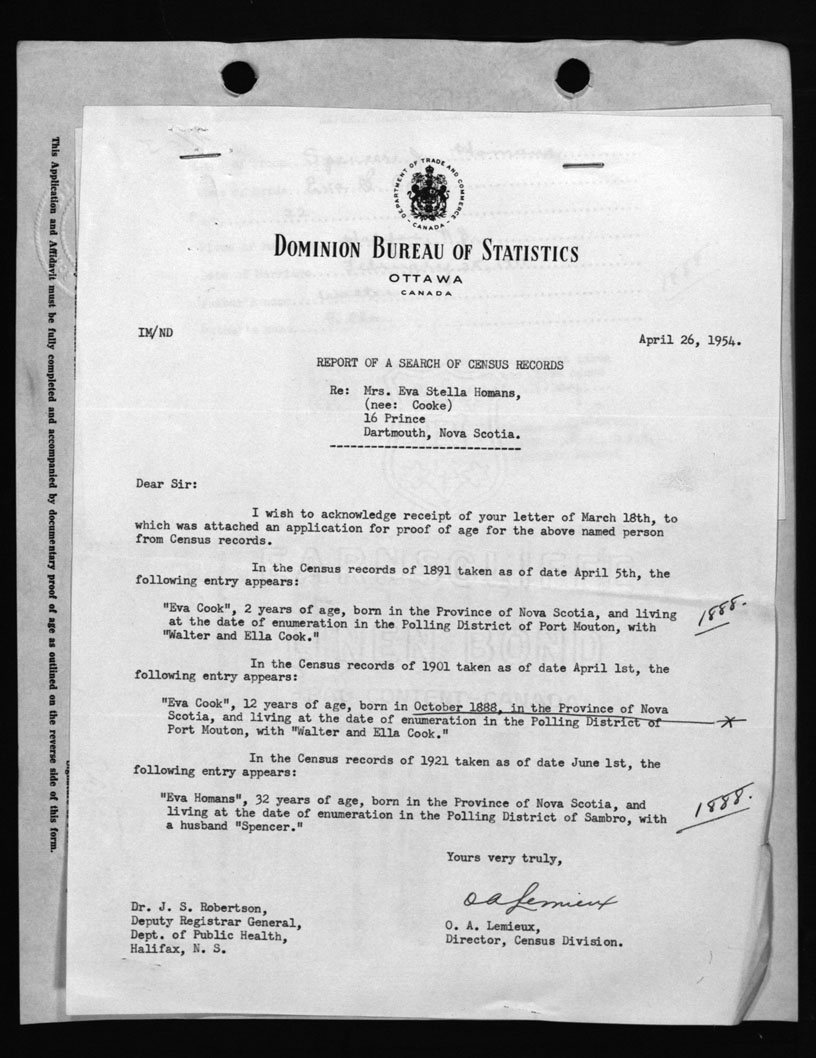 DEPARTMENT OF TRADE AND COMMERCE
CANADA
DOMINION BUREAU OF STATISTICS
OTTAWA
CANADA
IM/ND
April 26, 1954.
REPORT OF A SEARCH OF CENSUS RECORDS
Re: Mrs. Eva Stella Homans,
(nee: Cooke)
16 Prince
Dartmouth, Nova Scotia.
Dear Sir:
I wish to acknowledge receipt of your letter of March 18th, to
which was attached an application for proof of age for the above named person
from Census records.
In the Census records of 1891 taken as of date April 5th, the
following entry appears:
"Eva Cook", 2 years of age, born in the Province of Nova Scotia, and living
at the date of enumeration in the Polling District of Port Mouton, with
"Walter and Ella Cook."
1888.
In the Census records of 1901 taken as of date April 1st, the
following entry appears:
"Eva Cook", 12 years of age, born in October 1888, in the Province of Nova
Scotia, and living at the date of enumeration in the Polling District of
Port Mouton, with "Walter and Ella Cook."
In the Census records of 1921 taken as of date June 1st, the
following entry appears:
"Eva Homans", 32 years of age, born in the Province of Nova Scotia, and
living at the date of enumeration in the Polling District of Sambro, with
a husband "Spencer."
1888.
Yours very truly,
O A Lemieux
O. A. Lemieux,
Director, Census Division.
Dr. J. S. Robertson,
Deputy Registrar General,
Dept. of Public Health,
Halifax, N. S.
This Application and Affidavit must be fully completed and accompanied by documentary proof of age as outlined on the reverse side of this form.